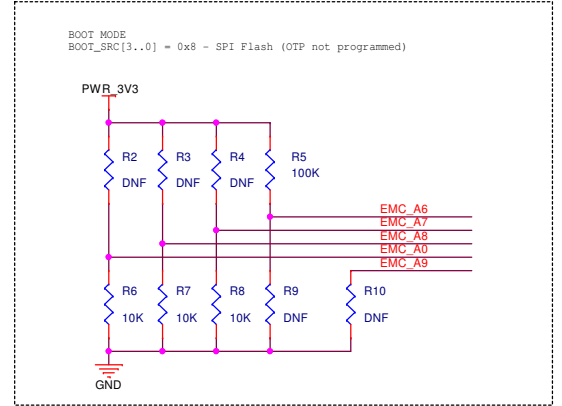 BOOT MODE
BOOT_SRC[3..0] = 0x8 - SPI Flash (OTP not programmed)
PWR_3V3
R2 R3 R4 R5
DNF DNF DNF 100K
EMC_A6
EMC_A7
EMC_A8
EMC_A0
EMC_A9
R6 R7 R8 R9 R10
10K 10K 10K DNF DNF
GND